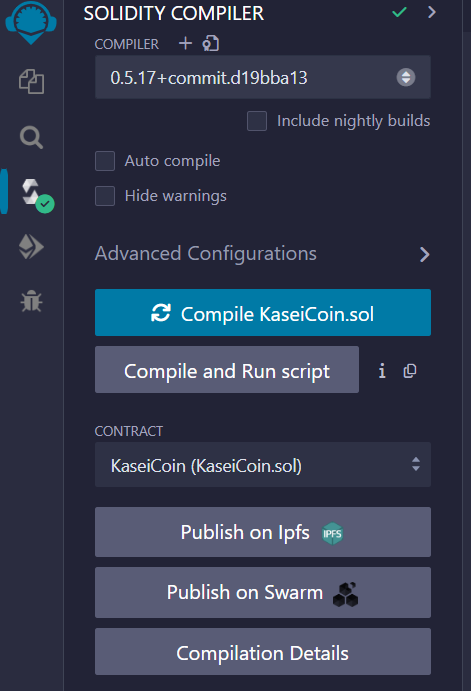 SOLIDITY COMPILER
COMPILER
0.5.17+commit.d19bba13
Include nightly builds
Auto compile
Hide warnings
Advanced Configurations
Compile KaseiCoin.sol
Compile and Run script
i
CONTRACT
KaseiCoin (KaseiCoin.sol)
Publish on Ipfs IPFS
Publish on Swarm
Compilation Details